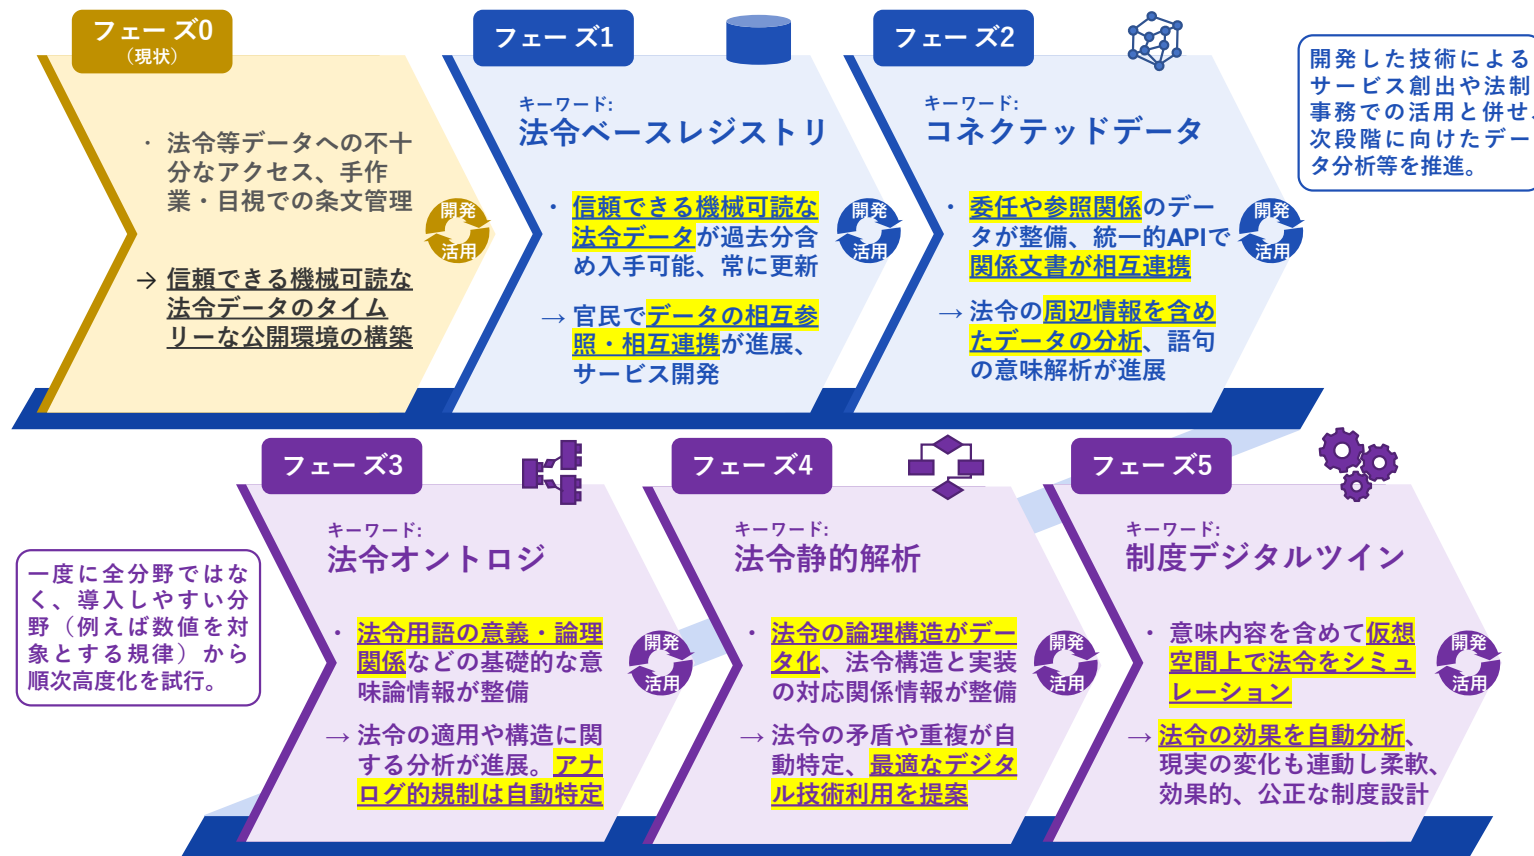 フェーズ0
（現状）
・ 法令等データへの不十
分なアクセス、手作
業・目視での条文管理
→ 信頼できる機械可読な
法令データのタイム
リーな公開環境の構築
開発
活用
フェーズ1
キーワード:
法令ベースレジストリ
・ 信頼できる機械可読な
法令データが過去分含
め入手可能、常に更新
→ 官民でデータの相互参
照・相互連携が進展、
サービス開発
開発
活用
フェーズ2
キーワード:
コネクテッドデータ
・ 委任や参照関係のデー
タが整備、統一的APIで
関係文書が相互連携
→ 法令の周辺情報を含め
たデータの分析、語句
の意味解析が進展
開発
活用
開発した技術による
サービス創出や法制
事務での活用と併せ、
次段階に向けたデー
タ分析等を推進。
一度に全分野ではな
く、導入しやすい分
野（例えば数値を対
象とする規律）から
順次高度化を試行。
フェーズ3
キーワード:
法令オントロジ
・ 法令用語の意義・論理
関係などの基礎的な意
味論情報が整備
→ 法令の適用や構造に関
する分析が進展。アナ
ログ的規制は自動特定
開発
活用
フェーズ4
キーワード:
法令静的解析
・ 法令の論理構造がデー
タ化、法令構造と実装
の対応関係情報が整備
→ 法令の矛盾や重複が自
動特定、最適なデジタ
ル技術利用を提案
開発
活用
フェーズ5
キーワード:
制度デジタルツイン
・ 意味内容を含めて仮想
空間上で法令をシミュ
レーション
→ 法令の効果を自動分析、
現実の変化も連動し柔軟、
効果的、公正な制度設計
開発
活用